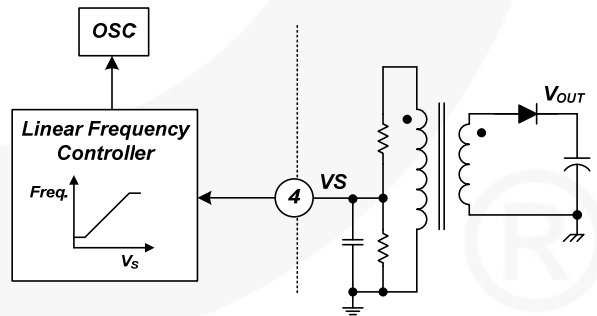 OSC
Linear Frequency
Controller
Freq.
VS
4
VS
VOUT
®